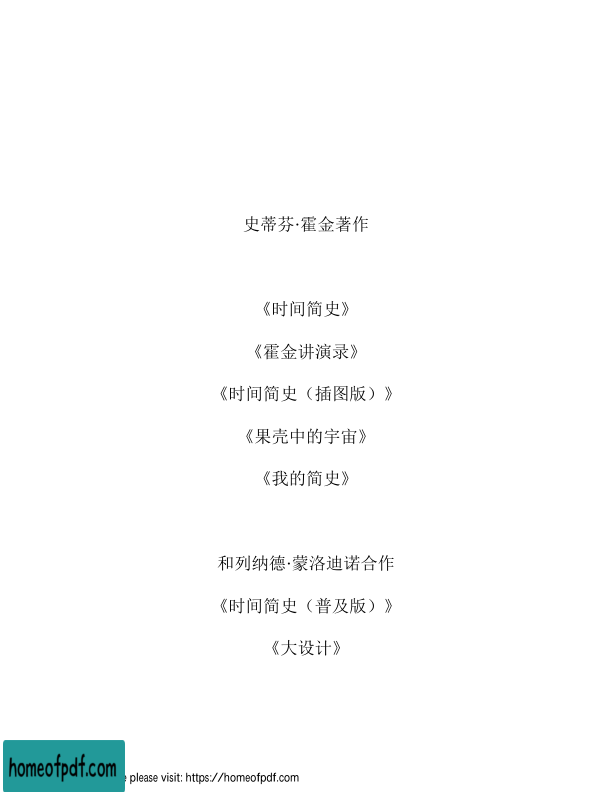 史蒂芬·霍金著作
《时间简史》
《霍金讲演录》
《时间简史（插图版）》
《果壳中的宇宙》
《我的简史》
和列纳德·蒙洛迪诺合作
《时间简史（普及版）》
《大设计》
homeofpdf.com
please visit: https://homeofpdf.com